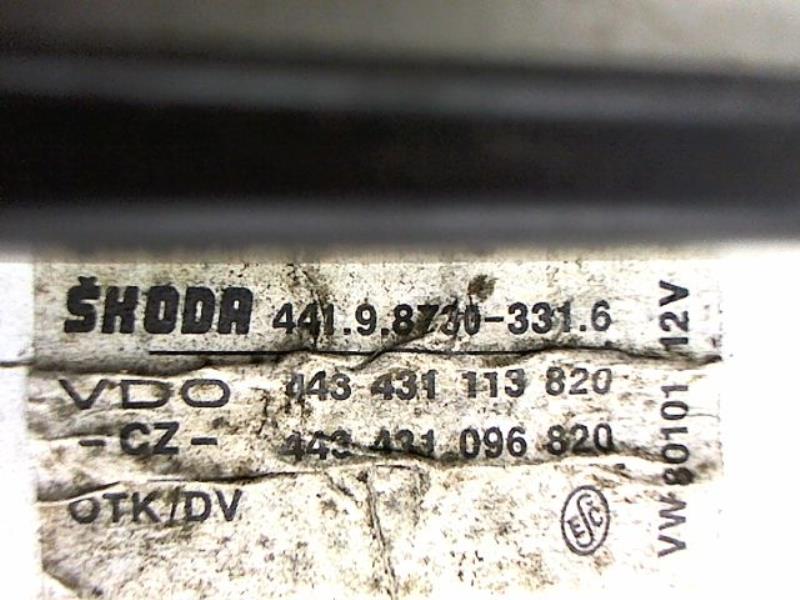 ŠKODA 441.9.8730-331.6
VDO 443 431 113 820
-CZ- 443 431 096 820
OTK/DV
ESČ
VW 80101 12V